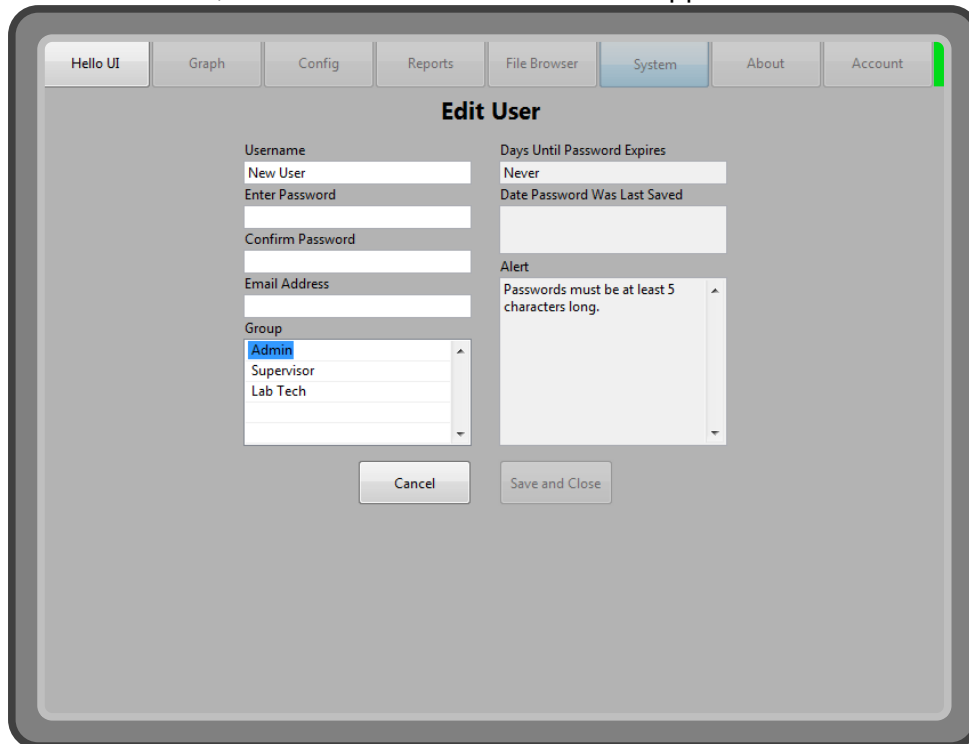 Hello UI Graph Config Reports File Browser System About Account
Edit User
Username
New User
Enter Password
Confirm Password
Email Address
Group
Admin
Supervisor
Lab Tech
Cancel
Days Until Password Expires
Never
Date Password Was Last Saved
Alert
Passwords must be at least 5
characters long.
Save and Close